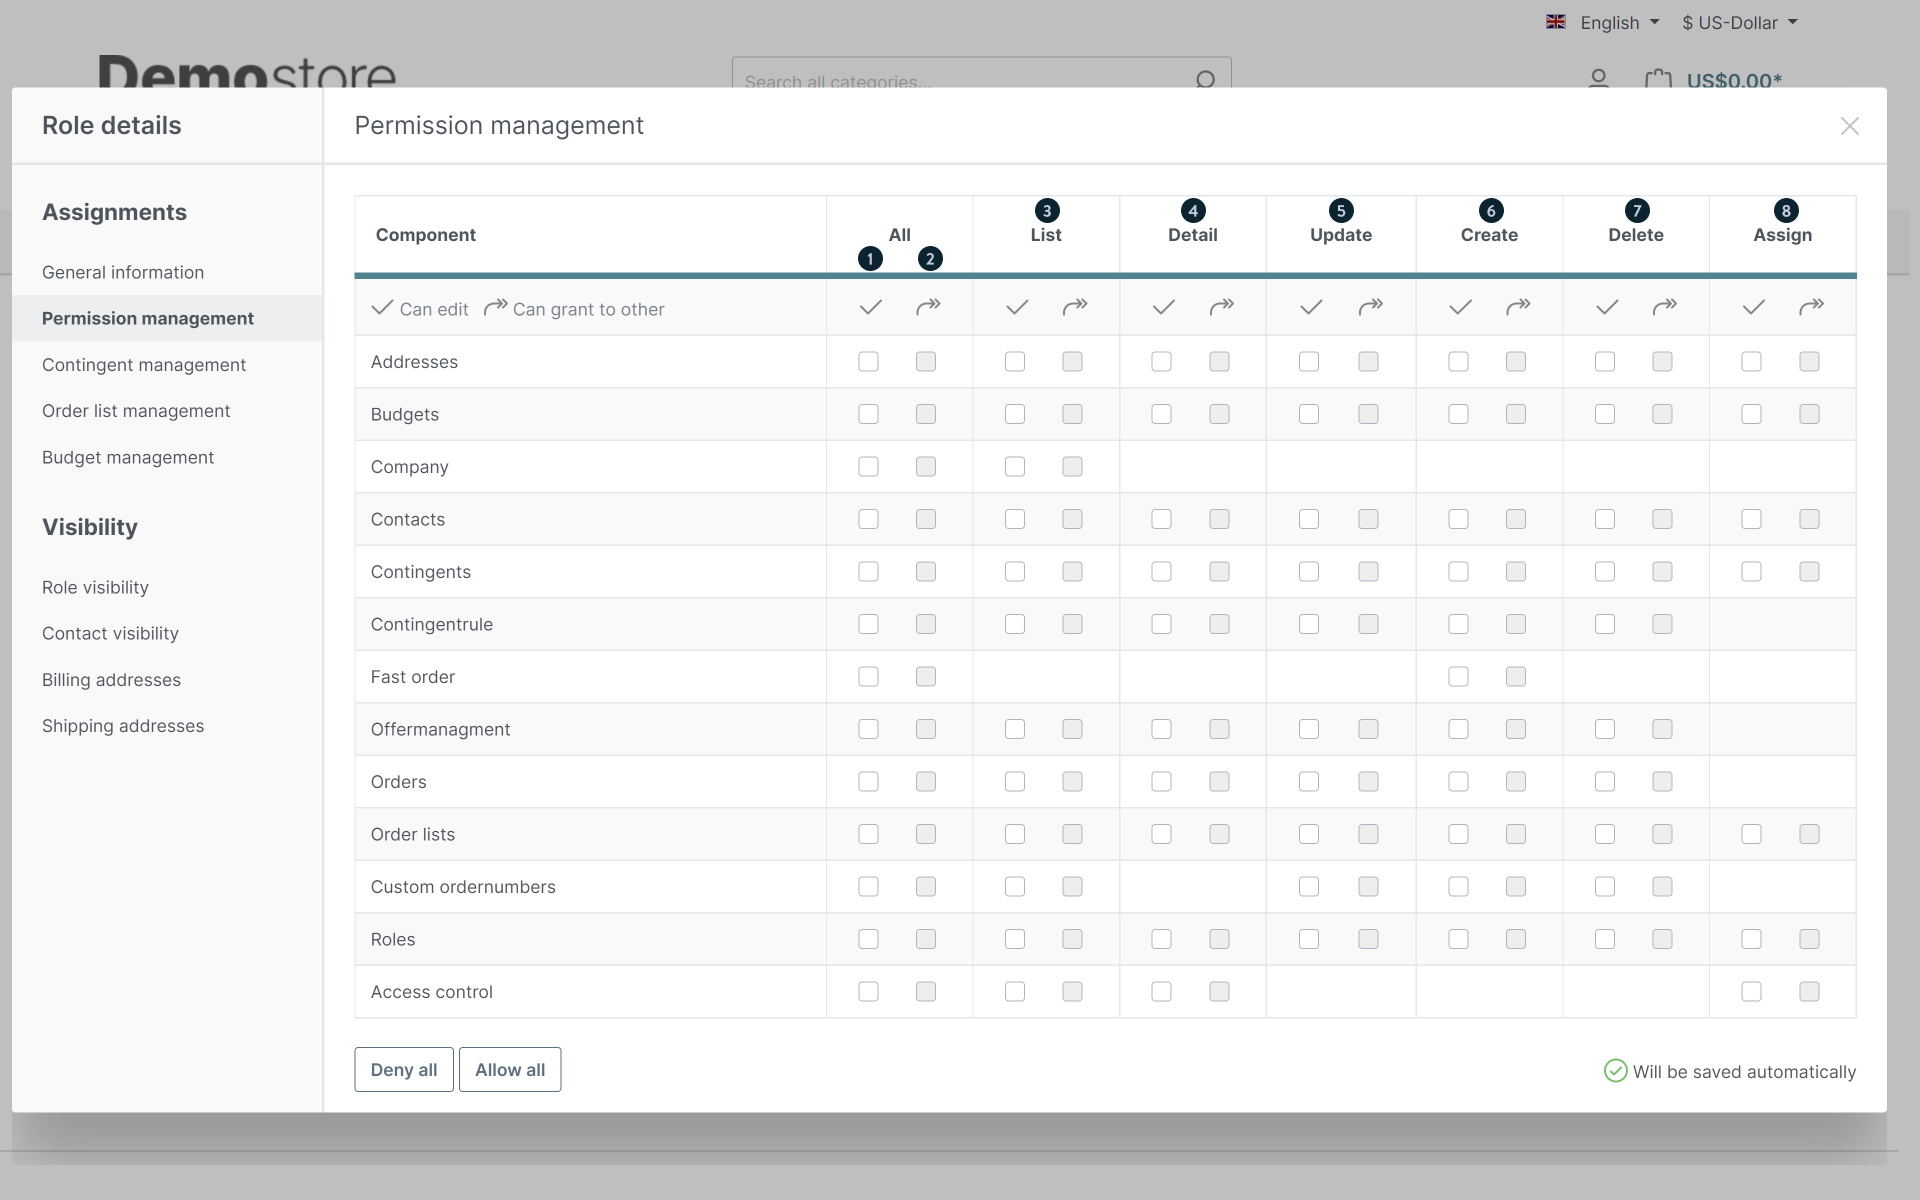 English $ US-Dollar
Demostore
Search all categories...
US$0.00*
Role details
Permission management
Assignments
General information
Permission management
Contingent management
Order list management
Budget management
Visibility
Role visibility
Contact visibility
Billing addresses
Shipping addresses
3 4 5 6 7 8
Component All List Detail Update Create Delete Assign
1 2
Can edit Can grant to other
Addresses
Budgets
Company
Contacts
Contingents
Contingentrule
Fast order
Offermanagment
Orders
Order lists
Custom ordernumbers
Roles
Access control
Deny all Allow all
Will be saved automatically